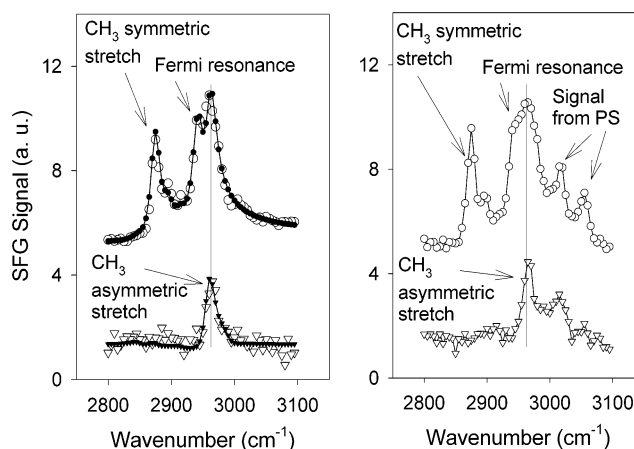 CH3 symmetric
stretch
Fermi resonance
CH3
asymmetric
stretch
SFG Signal (a. u.)
12
8
4
0
2800 2900 3000 3100
Wavenumber (cm-1)
CH3 symmetric
stretch
Fermi resonance
Signal
from PS
CH3
asymmetric
stretch
12
8
4
0
2800 2900 3000 3100
Wavenumber (cm-1)